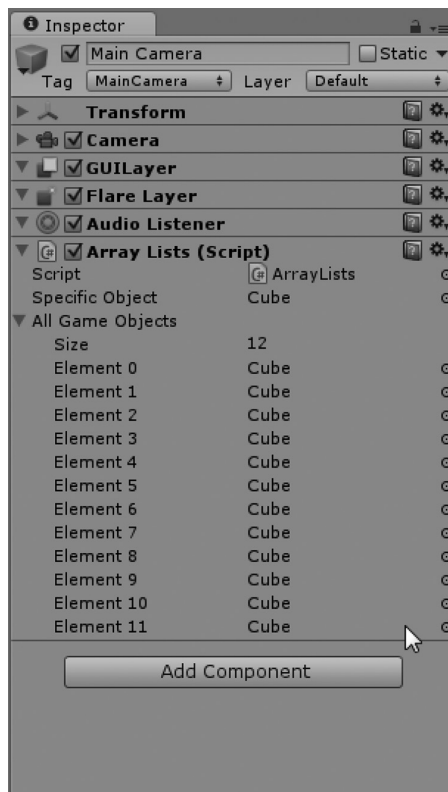 Inspector
Main Camera Static
Tag MainCamera Layer Default
Transform
Camera
GUILayer
Flare Layer
Audio Listener
Array Lists (Script)
Script ArrayLists
Specific Object Cube
All Game Objects
Size 12
Element 0 Cube
Element 1 Cube
Element 2 Cube
Element 3 Cube
Element 4 Cube
Element 5 Cube
Element 6 Cube
Element 7 Cube
Element 8 Cube
Element 9 Cube
Element 10 Cube
Element 11 Cube
Add Component